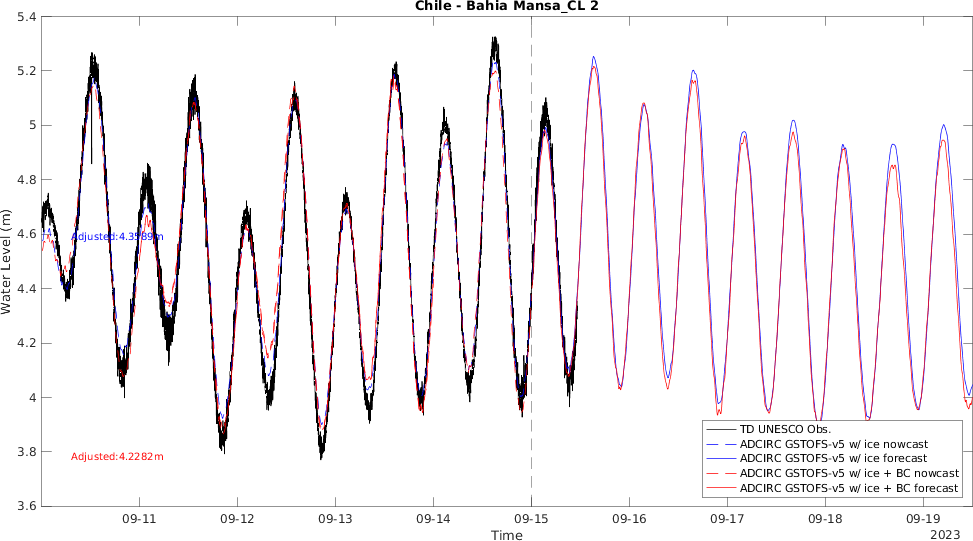 Chile - Bahia Mansa_CL 2
5.4
5.2
5
4.8
4.6
4.4
4.2
4
3.8
3.6
Water Level (m)
Adjusted:4.3589m
Adjusted:4.2282m
TD UNESCO Obs.
ADCIRC GSTOFS-v5 w/ ice nowcast
ADCIRC GSTOFS-v5 w/ ice forecast
ADCIRC GSTOFS-v5 w/ ice + BC nowcast
ADCIRC GSTOFS-v5 w/ ice + BC forecast
09-11 09-12 09-13 09-14 09-15 09-16 09-17 09-18 09-19
Time
2023